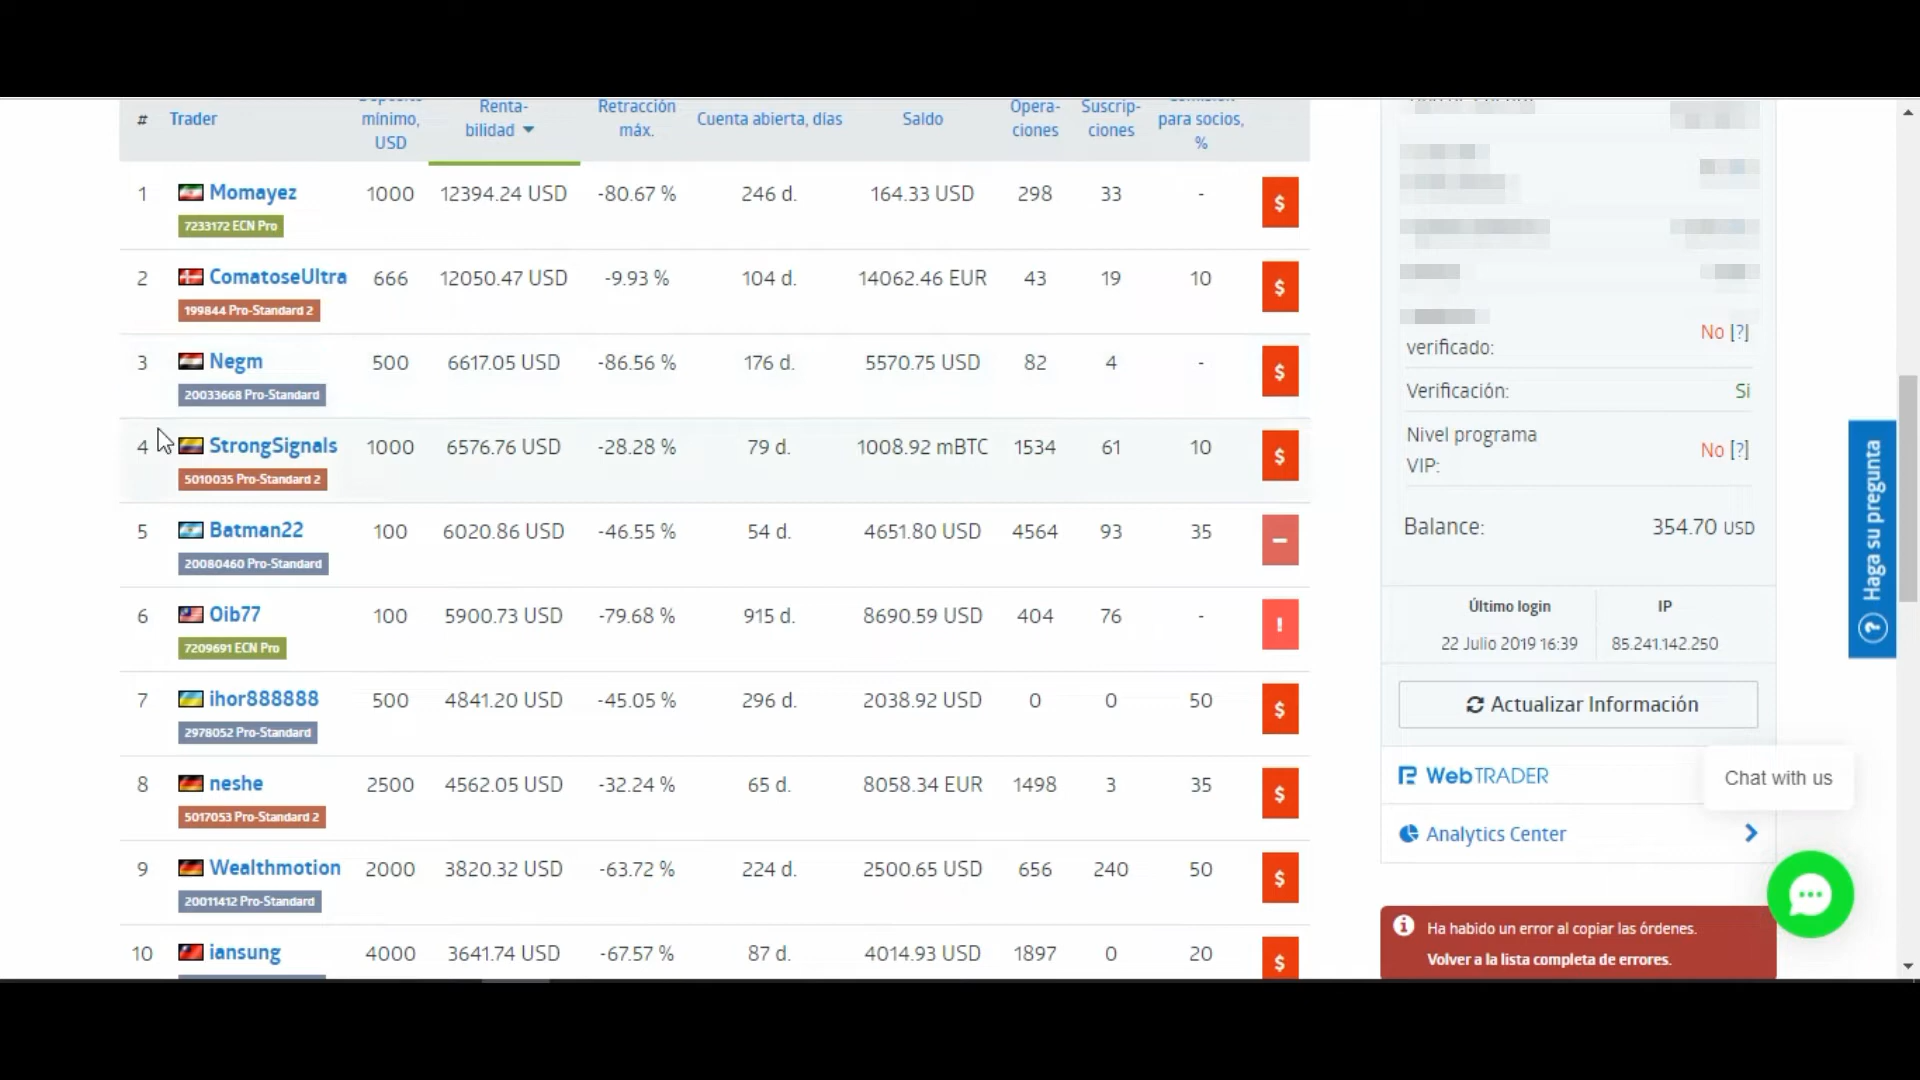 # Trader mínimo, USD Renta-bilidad Retracción máx. Cuenta abierta, días Saldo Opera-ciones Suscrip-ciones para socios, %
1 Momayez 1000 12394.24 USD -80.67 % 246 d. 164.33 USD 298 33 - $
7233172 ECN Pro
2 ComatoseUltra 666 12050.47 USD -9.93 % 104 d. 14062.46 EUR 43 19 10 $
199844 Pro-Standard 2
3 Negm 500 6617.05 USD -86.56 % 176 d. 5570.75 USD 82 4 - $
20033668 Pro-Standard
4 StrongSignals 1000 6576.76 USD -28.28 % 79 d. 1008.92 mBTC 1534 61 10 $
5010035 Pro-Standard 2
5 Batman22 100 6020.86 USD -46.55 % 54 d. 4651.80 USD 4564 93 35 –
20080460 Pro-Standard
6 Oib77 100 5900.73 USD -79.68 % 915 d. 8690.59 USD 404 76 - !
7209691 ECN Pro
7 ihor888888 500 4841.20 USD -45.05 % 296 d. 2038.92 USD 0 0 50 $
2978052 Pro-Standard
8 neshe 2500 4562.05 USD -32.24 % 65 d. 8058.34 EUR 1498 3 35 $
5017053 Pro-Standard 2
9 Wealthmotion 2000 3820.32 USD -63.72 % 224 d. 2500.65 USD 656 240 50 $
20011412 Pro-Standard
10 iansung 4000 3641.74 USD -67.57 % 87 d. 4014.93 USD 1897 0 20 $
No [?]
verificado:
Verificación: Si
Nivel programa
VIP: No [?]
Balance: 354.70 USD
Último login IP
22 Julio 2019 16:39 85.241.142.250
Actualizar Información
WebTRADER
Analytics Center
Chat with us
Ha habido un error al copiar las órdenes.
Volver a la lista completa de errores.
Haga su pregunta
?